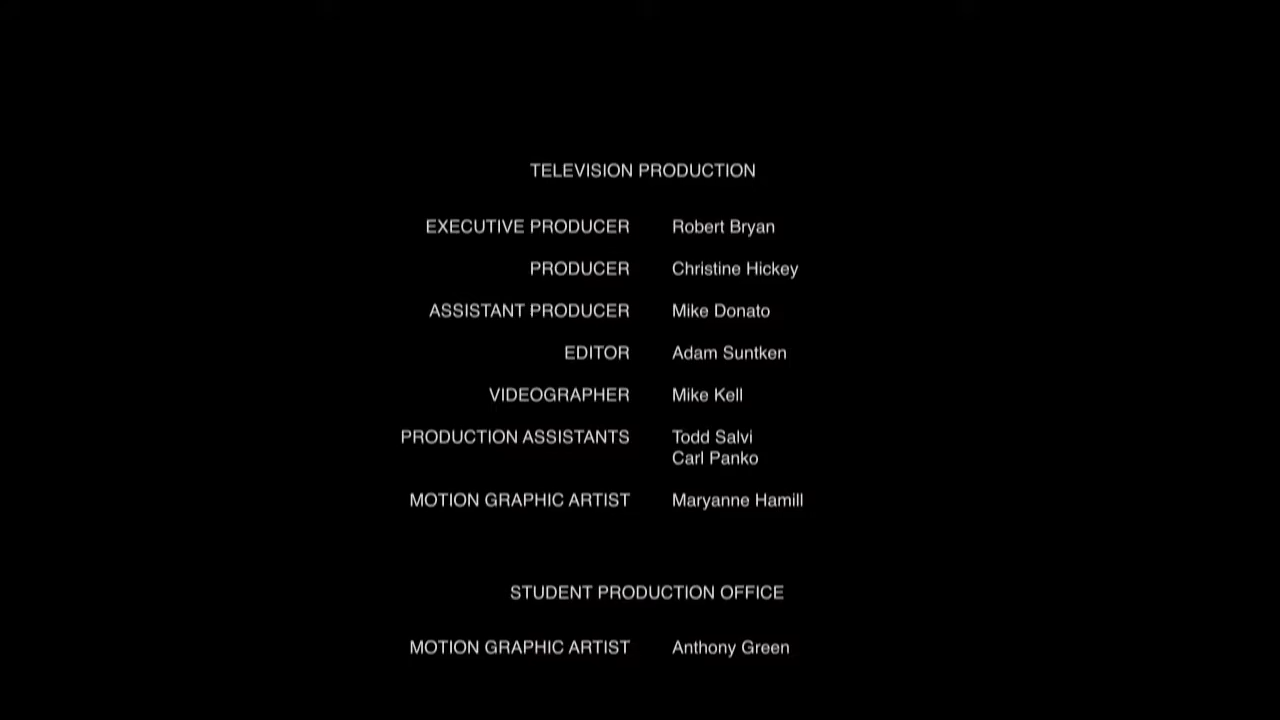 TELEVISION PRODUCTION
EXECUTIVE PRODUCER Robert Bryan
PRODUCER Christine Hickey
ASSISTANT PRODUCER Mike Donato
EDITOR Adam Suntken
VIDEOGRAPHER Mike Kell
PRODUCTION ASSISTANTS Todd Salvi
Carl Panko
MOTION GRAPHIC ARTIST Maryanne Hamill
STUDENT PRODUCTION OFFICE
MOTION GRAPHIC ARTIST Anthony Green